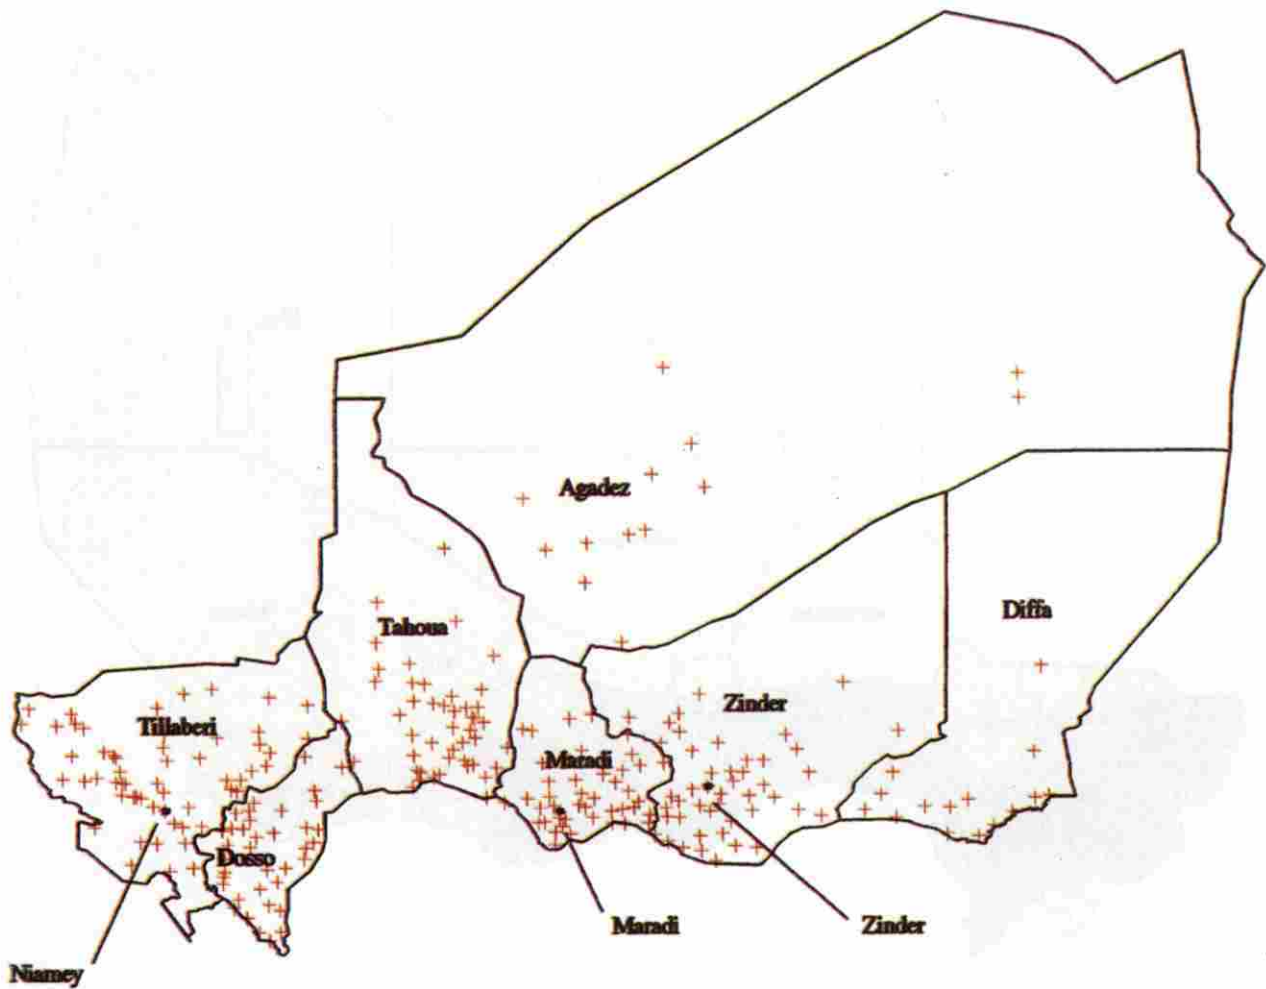 Agadez
Diffa
Tahoua
Zinder
Tillaberi
Maradi
Dosso
Maradi
Zinder
Niamey